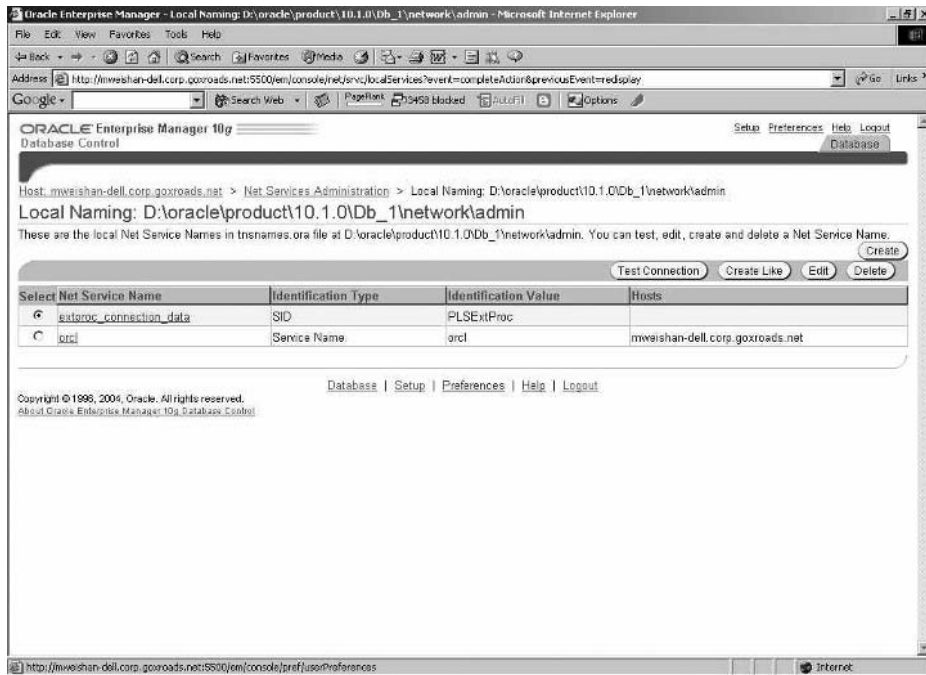 Oracle Enterprise Manager - Local Naming: D:\oracle\product\10.1.0\Db_1\network\admin - Microsoft Internet Explorer
File Edit View Favorites Tools Help
Back Search Favorites Media
Address http://mweishan-dell.corp.goxroads.net:5500/em/console/net/srvc/localServices?event=completeAction&previousEvent=redisplay Go Links
Google Search Web PageRank blocked AutoFill Options
ORACLE Enterprise Manager 10g
Database Control
Setup Preferences Help Logout
Database
Host: mweishan-dell.corp.goxroads.net > Net Services Administration > Local Naming: D:\oracle\product\10.1.0\Db_1\network\admin
Local Naming: D:\oracle\product\10.1.0\Db_1\network\admin
These are the local Net Service Names in tnsnames.ora file at D:\oracle\product\10.1.0\Db_1\network\admin. You can test, edit, create and delete a Net Service Name.
Create
Test Connection Create Like Edit Delete
Select Net Service Name Identification Type Identification Value Hosts
extproc_connection_data SID PLSExtProc
orcl Service Name. orcl mweishan-dell.corp.goxroads.net
Database | Setup | Preferences | Help | Logout
Copyright © 1996, 2004, Oracle. All rights reserved.
About Oracle Enterprise Manager 10g Database Control
http://mweishan-dell.corp.goxroads.net:5500/em/console/pref/userPreferences Internet